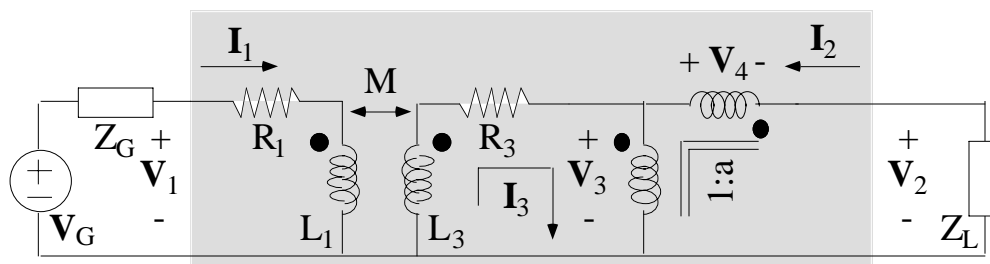 I1
M
+ V4 -
I2
ZG
R1
R3
+
V1
-
+
V3
-
1:a
+
V2
-
+
−
VG
L1
L3
I3
ZL